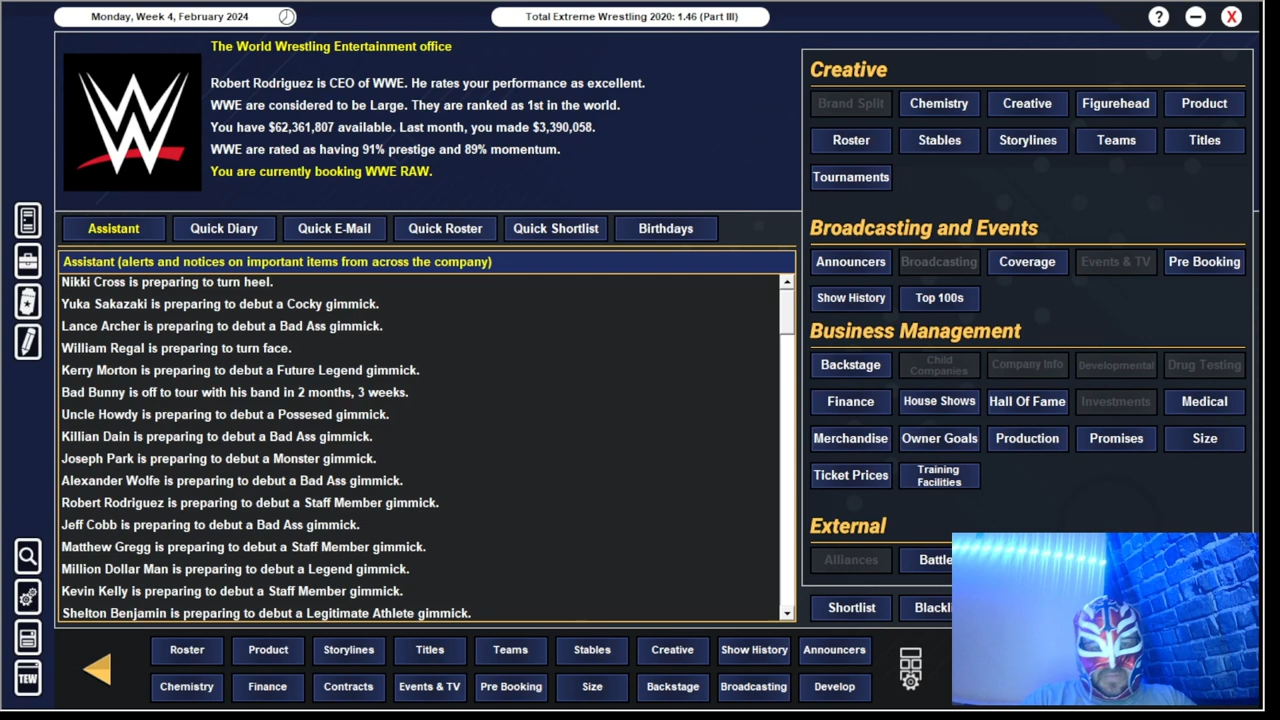 Monday, Week 4, February 2024
Total Extreme Wrestling 2020: 1.46 (Part III)
?
X
The World Wrestling Entertainment office
Robert Rodriguez is CEO of WWE. He rates your performance as excellent.
WWE are considered to be Large. They are ranked as 1st in the world.
You have $62,361,807 available. Last month, you made $3,390,058.
WWE are rated as having 91% prestige and 89% momentum.
You are currently booking WWE RAW.
Assistant
Quick Diary
Quick E-Mail
Quick Roster
Quick Shortlist
Birthdays
Assistant (alerts and notices on important items from across the company)
Nikki Cross is preparing to turn heel.
Yuka Sakazaki is preparing to debut a Cocky gimmick.
Lance Archer is preparing to debut a Bad Ass gimmick.
William Regal is preparing to turn face.
Kerry Morton is preparing to debut a Future Legend gimmick.
Bad Bunny is off to tour with his band in 2 months, 3 weeks.
Uncle Howdy is preparing to debut a Possesed gimmick.
Killian Dain is preparing to debut a Bad Ass gimmick.
Joseph Park is preparing to debut a Monster gimmick.
Alexander Wolfe is preparing to debut a Bad Ass gimmick.
Robert Rodriguez is preparing to debut a Staff Member gimmick.
Jeff Cobb is preparing to debut a Bad Ass gimmick.
Matthew Gregg is preparing to debut a Staff Member gimmick.
Million Dollar Man is preparing to debut a Legend gimmick.
Kevin Kelly is preparing to debut a Staff Member gimmick.
Shelton Benjamin is preparing to debut a Legitimate Athlete gimmick.
Creative
Brand Split
Chemistry
Creative
Figurehead
Product
Roster
Stables
Storylines
Teams
Titles
Tournaments
Broadcasting and Events
Announcers
Broadcasting
Coverage
Events & TV
Pre Booking
Show History
Top 100s
Business Management
Backstage
Child
Companies
Company Info
Developmental
Drug Testing
Finance
House Shows
Hall Of Fame
Investments
Medical
Merchandise
Owner Goals
Production
Promises
Size
Ticket Prices
Training
Facilities
External
Alliances
Battle
Shortlist
Blackli
TEW
Roster
Product
Storylines
Titles
Teams
Stables
Creative
Show History
Announcers
Chemistry
Finance
Contracts
Events & TV
Pre Booking
Size
Backstage
Broadcasting
Develop